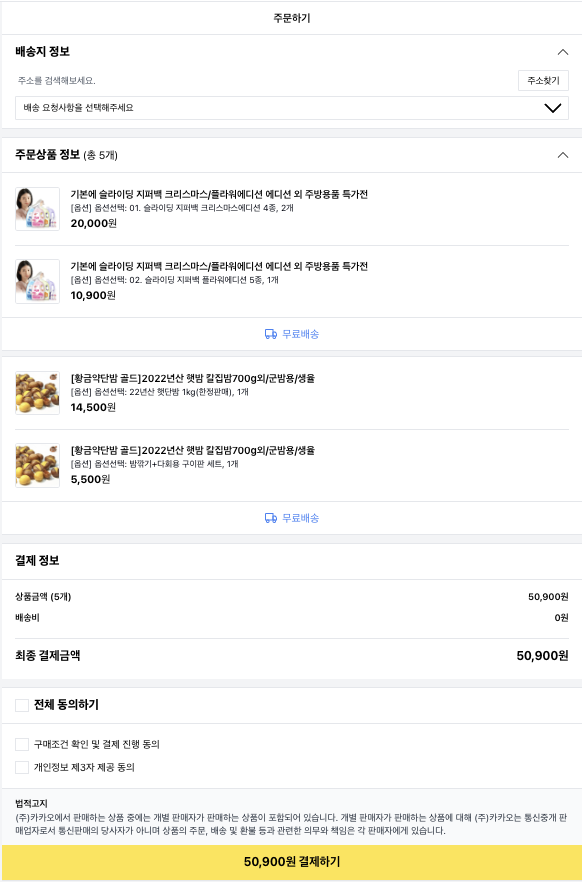 주문하기
배송지 정보
주소를 검색해보세요.
주소찾기
배송 요청사항을 선택해주세요
주문상품 정보 (총 5개)
기본에 슬라이딩 지퍼백 크리스마스/플라워에디션 에디션 외 주방용품 특가전
[옵션] 옵션선택: 01. 슬라이딩 지퍼백 크리스마스에디션 4종, 2개
20,000원
기본에 슬라이딩 지퍼백 크리스마스/플라워에디션 에디션 외 주방용품 특가전
[옵션] 옵션선택: 02. 슬라이딩 지퍼백 플라워에디션 5종, 1개
10,900원
무료배송
[황금약단밤 골드]2022년산 햇밤 칼집밤700g외/군밤용/생율
[옵션] 옵션선택: 22년산 햇단밤 1kg(한정판매), 1개
14,500원
[황금약단밤 골드]2022년산 햇밤 칼집밤700g외/군밤용/생율
[옵션] 옵션선택: 밤깎기+다회용 구이판 세트, 1개
5,500원
무료배송
결제 정보
상품금액 (5개)
50,900원
배송비
0원
최종 결제금액
50,900원
전체 동의하기
구매조건 확인 및 결제 진행 동의
개인정보 제3자 제공 동의
법적고지
(주)카카오에서 판매하는 상품 중에는 개별 판매자가 판매하는 상품이 포함되어 있습니다. 개별 판매자가 판매하는 상품에 대해 (주)카카오는 통신중개 판
매업자로서 통신판매의 당사자가 아니며 상품의 주문, 배송 및 환불 등과 관련한 의무와 책임은 각 판매자에게 있습니다.
50,900원 결제하기